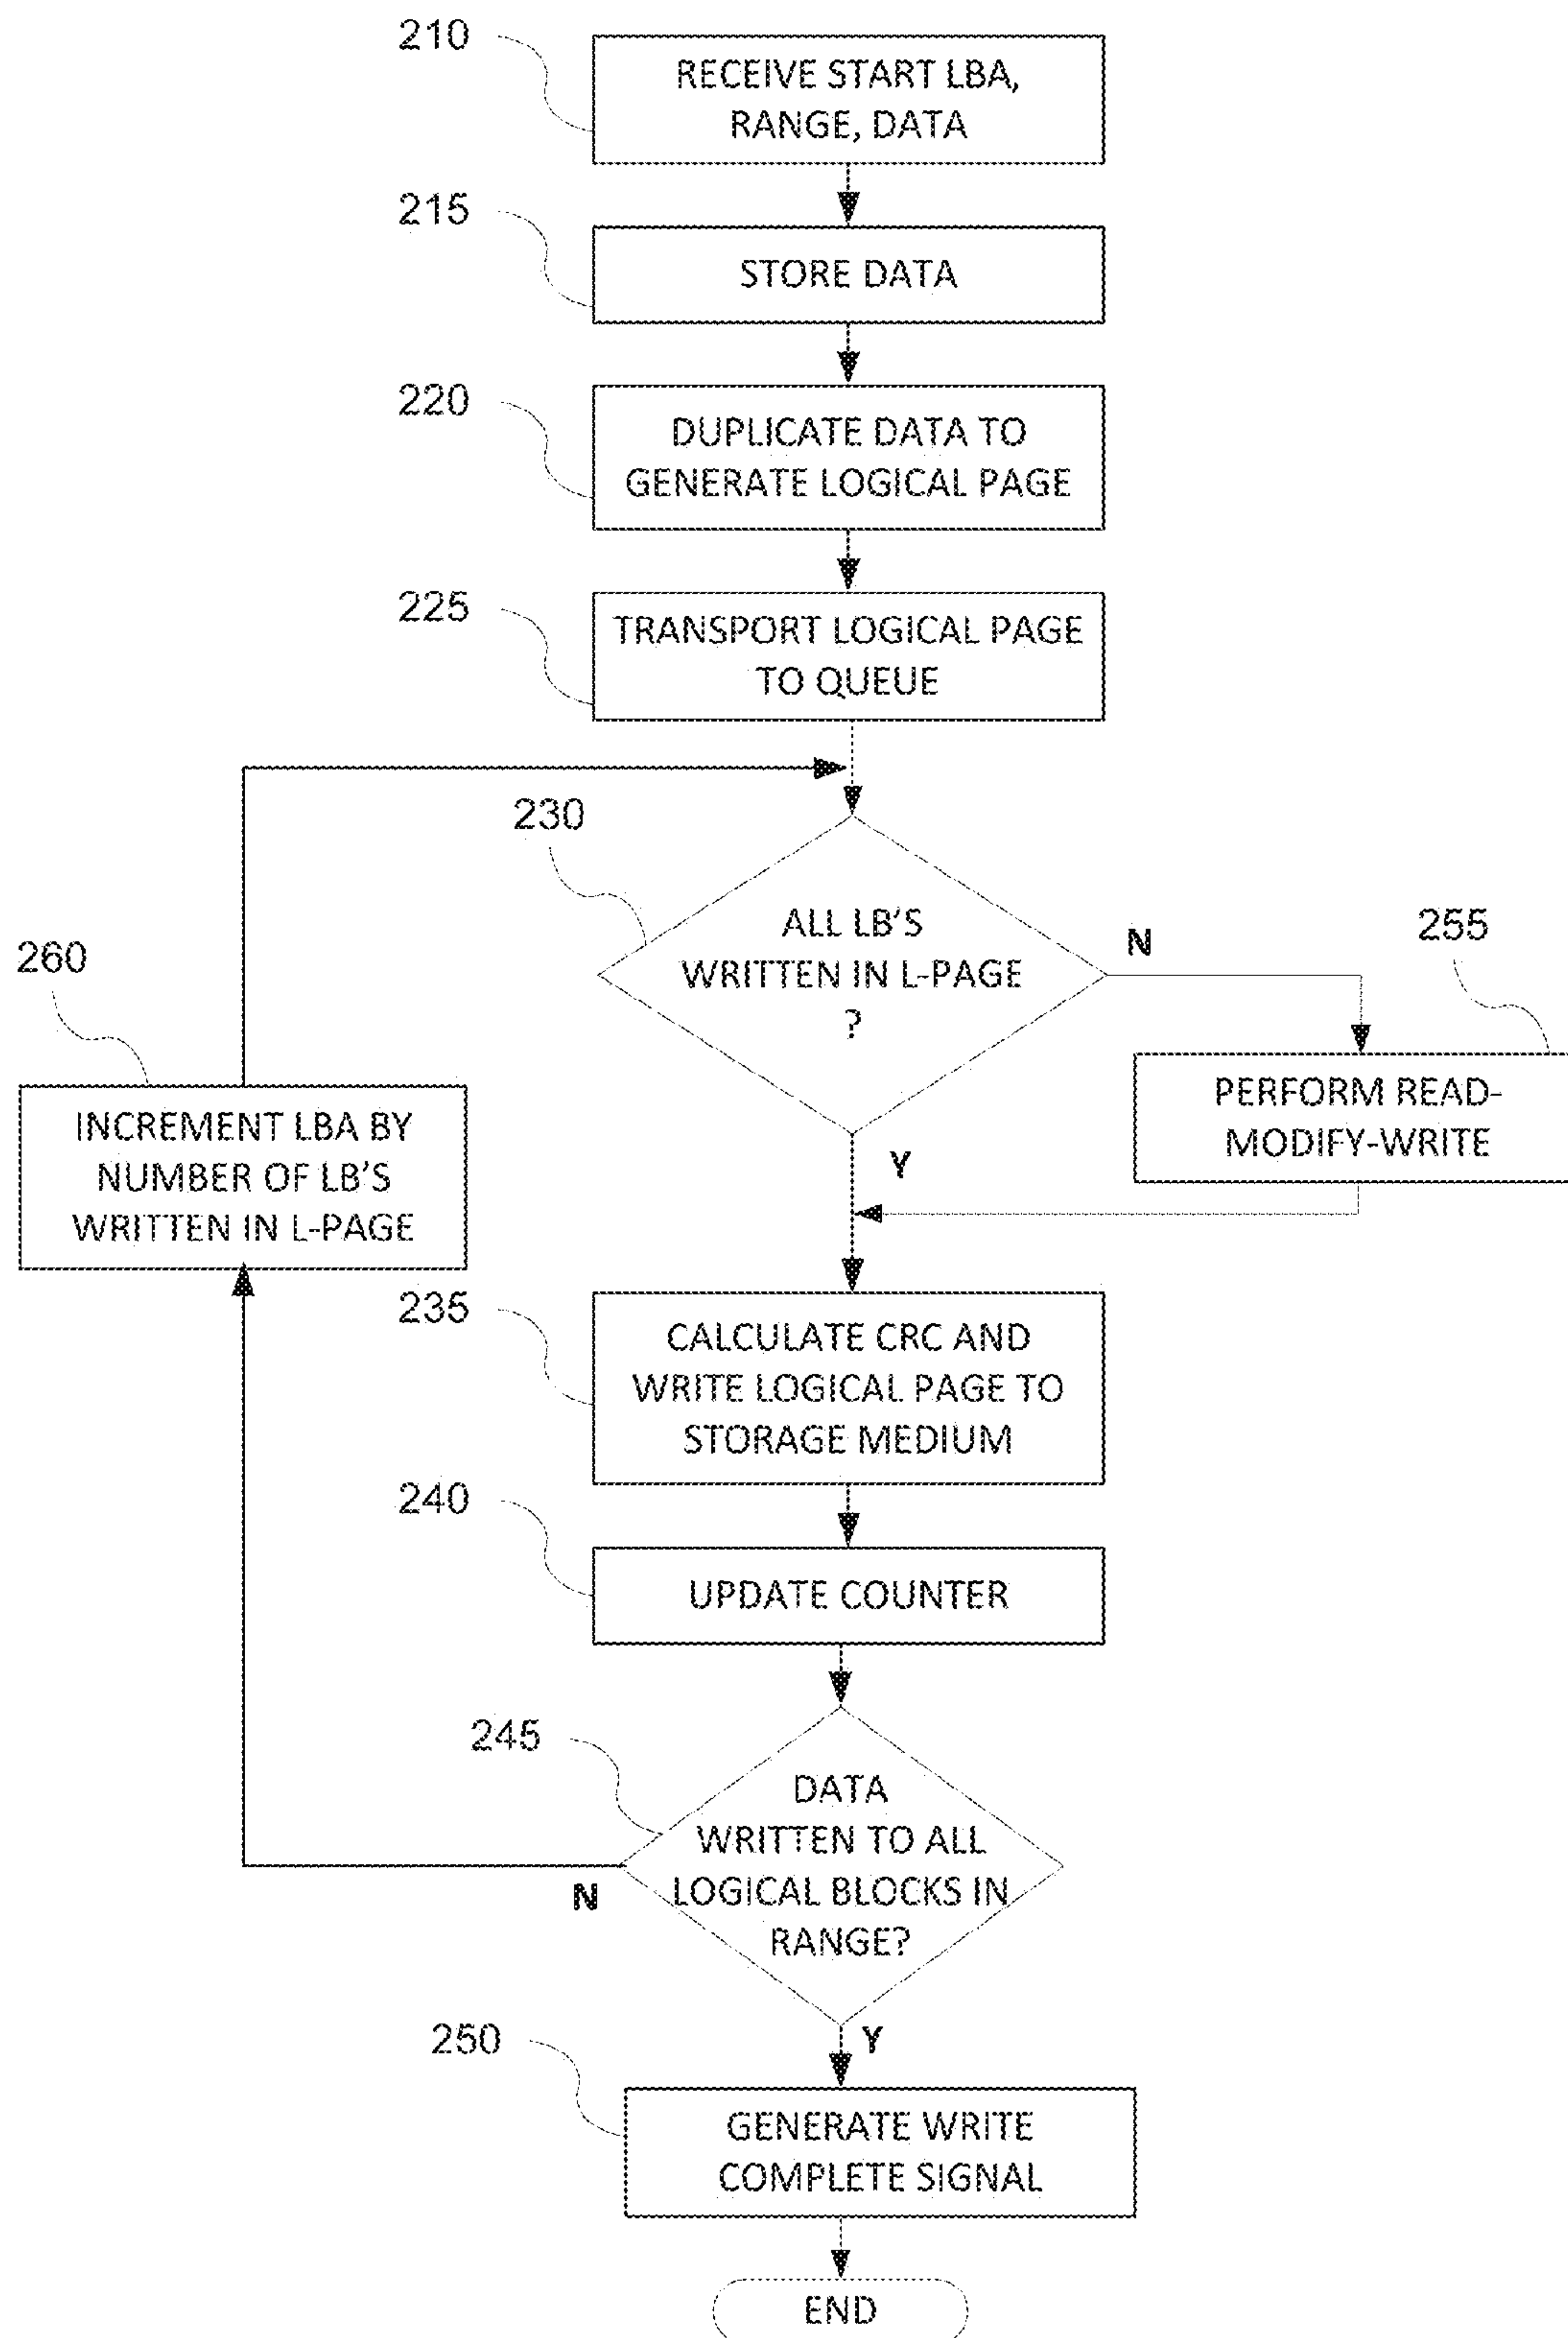 210
RECEIVE START LBA,
RANGE, DATA
215
STORE DATA
220
DUPLICATE DATA TO
GENERATE LOGICAL PAGE
225
TRANSPORT LOGICAL PAGE
TO QUEUE
230
ALL LB'S
WRITTEN IN L-PAGE
?
N
255
PERFORM READ-
MODIFY-WRITE
260
INCREMENT LBA BY
NUMBER OF LB'S
WRITTEN IN L-PAGE
Y
235
CALCULATE CRC AND
WRITE LOGICAL PAGE TO
STORAGE MEDIUM
240
UPDATE COUNTER
245
DATA
WRITTEN TO ALL
LOGICAL BLOCKS IN
RANGE?
N
Y
250
GENERATE WRITE
COMPLETE SIGNAL
END